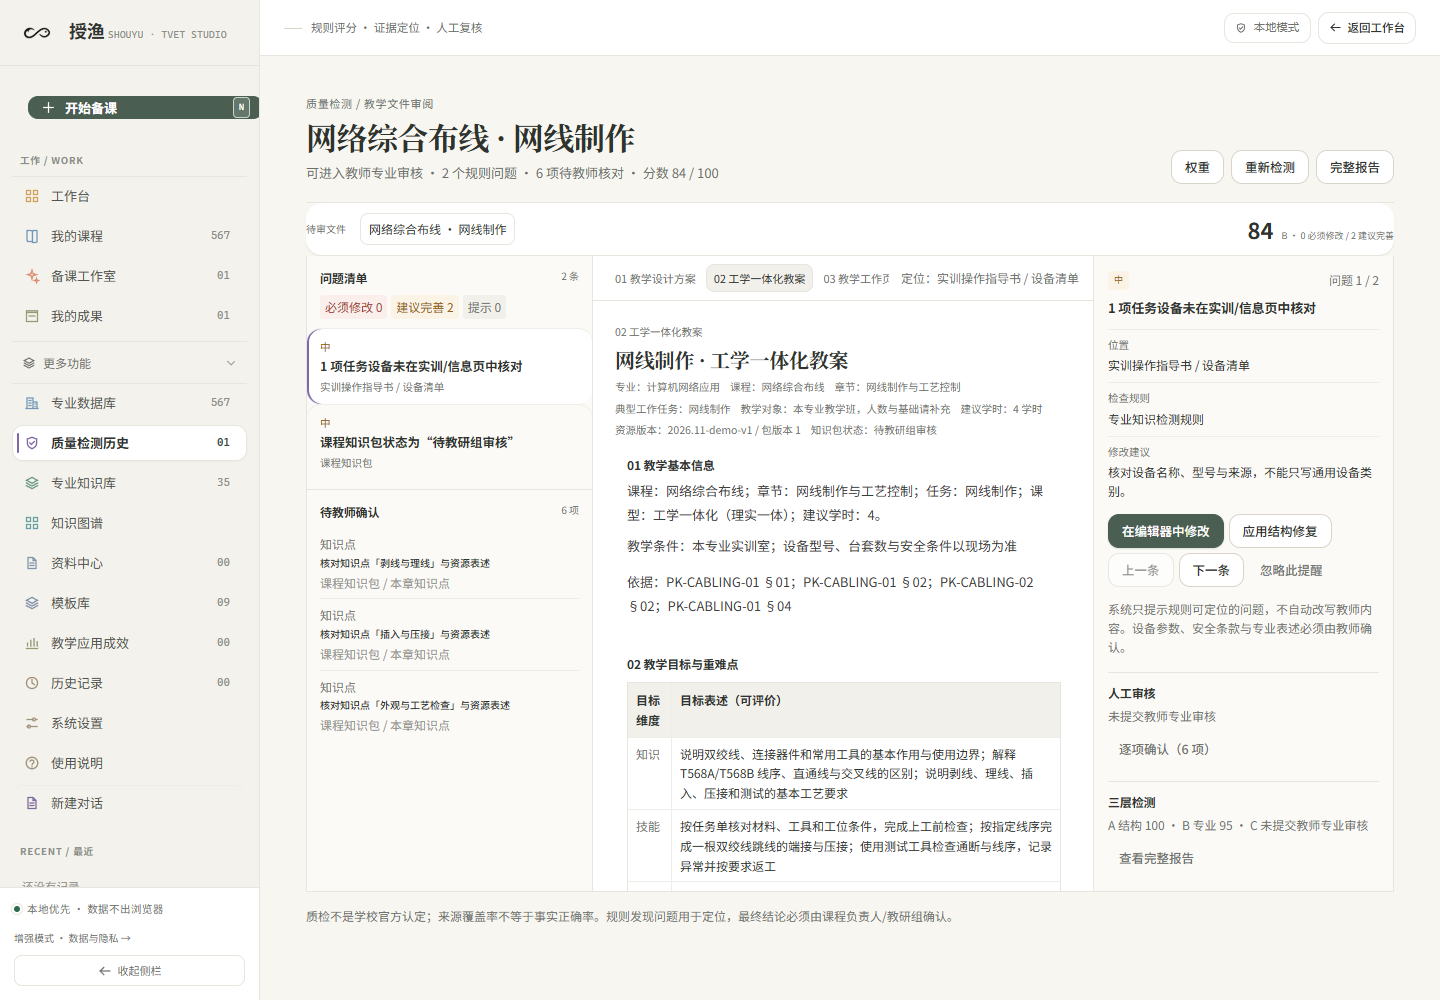 授渔 SHOUYU · TVET STUDIO
开始备课 N
工作 / WORK
工作台
我的课程 567
备课工作室 01
我的成果 01
更多功能
专业数据库 567
质量检测历史 01
专业知识库 35
知识图谱
资料中心 00
模板库 09
教学应用成效 00
历史记录 00
系统设置
使用说明
新建对话
RECENT / 最近
还没有记录
本地优先 · 数据不出浏览器
增强模式 · 数据与隐私 →
← 收起侧栏
规则评分 · 证据定位 · 人工复核
本地模式
← 返回工作台
质量检测 / 教学文件审阅
网络综合布线 · 网线制作
可进入教师专业审核 · 2 个规则问题 · 6 项待教师核对 · 分数 84 / 100
权重
重新检测
完整报告
待审文件
网络综合布线 · 网线制作
84 B · 0 必须修改 / 2 建议完善
问题清单 2 条
必须修改 0 建议完善 2 提示 0
中
1 项任务设备未在实训/信息页中核对
实训操作指导书 / 设备清单
中
课程知识包状态为“待教研组审核”
课程知识包
待教师确认 6 项
知识点
核对知识点「剥线与理线」与资源表述
课程知识包 / 本章知识点
知识点
核对知识点「插入与压接」与资源表述
课程知识包 / 本章知识点
知识点
核对知识点「外观与工艺检查」与资源表述
课程知识包 / 本章知识点
01 教学设计方案 02 工学一体化教案 03 教学工作页 定位：实训操作指导书 / 设备清单
02 工学一体化教案
网线制作 · 工学一体化教案
专业：计算机网络应用 课程：网络综合布线 章节：网线制作与工艺控制
典型工作任务：网线制作 教学对象：本专业教学班，人数与基础请补充 建议学时：4 学时
资源版本：2026.11-demo-v1 / 包版本 1 知识包状态：待教研组审核
01 教学基本信息
课程：网络综合布线；章节：网线制作与工艺控制；任务：网线制作；课
型：工学一体化（理实一体）；建议学时：4。
教学条件：本专业实训室；设备型号、台套数与安全条件以现场为准
依据：PK-CABLING-01 §01；PK-CABLING-01 §02；PK-CABLING-02
§02；PK-CABLING-01 §04
02 教学目标与重难点
目标
维度
目标表述（可评价）
知识
说明双绞线、连接器件和常用工具的基本作用与使用边界；解释
T568A/T568B 线序、直通线与交叉线的区别；说明剥线、理线、插
入、压接和测试的基本工艺要求
技能
按任务单核对材料、工具和工位条件，完成上工前检查；按指定线序完
成一根双绞线跳线的端接与压接；使用测试工具检查通断与线序，记录
异常并按要求返工
中 问题 1 / 2
1 项任务设备未在实训/信息页中核对
位置
实训操作指导书 / 设备清单
检查规则
专业知识检测规则
修改建议
核对设备名称、型号与来源，不能只写通用设备类
别。
在编辑器中修改
应用结构修复
上一条
下一条
忽略此提醒
系统只提示规则可定位的问题，不自动改写教师内
容。设备参数、安全条款与专业表述必须由教师确
认。
人工审核
未提交教师专业审核
逐项确认（6 项）
三层检测
A 结构 100 · B 专业 95 · C 未提交教师专业审核
查看完整报告
质检不是学校官方认定；来源覆盖率不等于事实正确率。规则发现问题用于定位，最终结论必须由课程负责人/教研组确认。